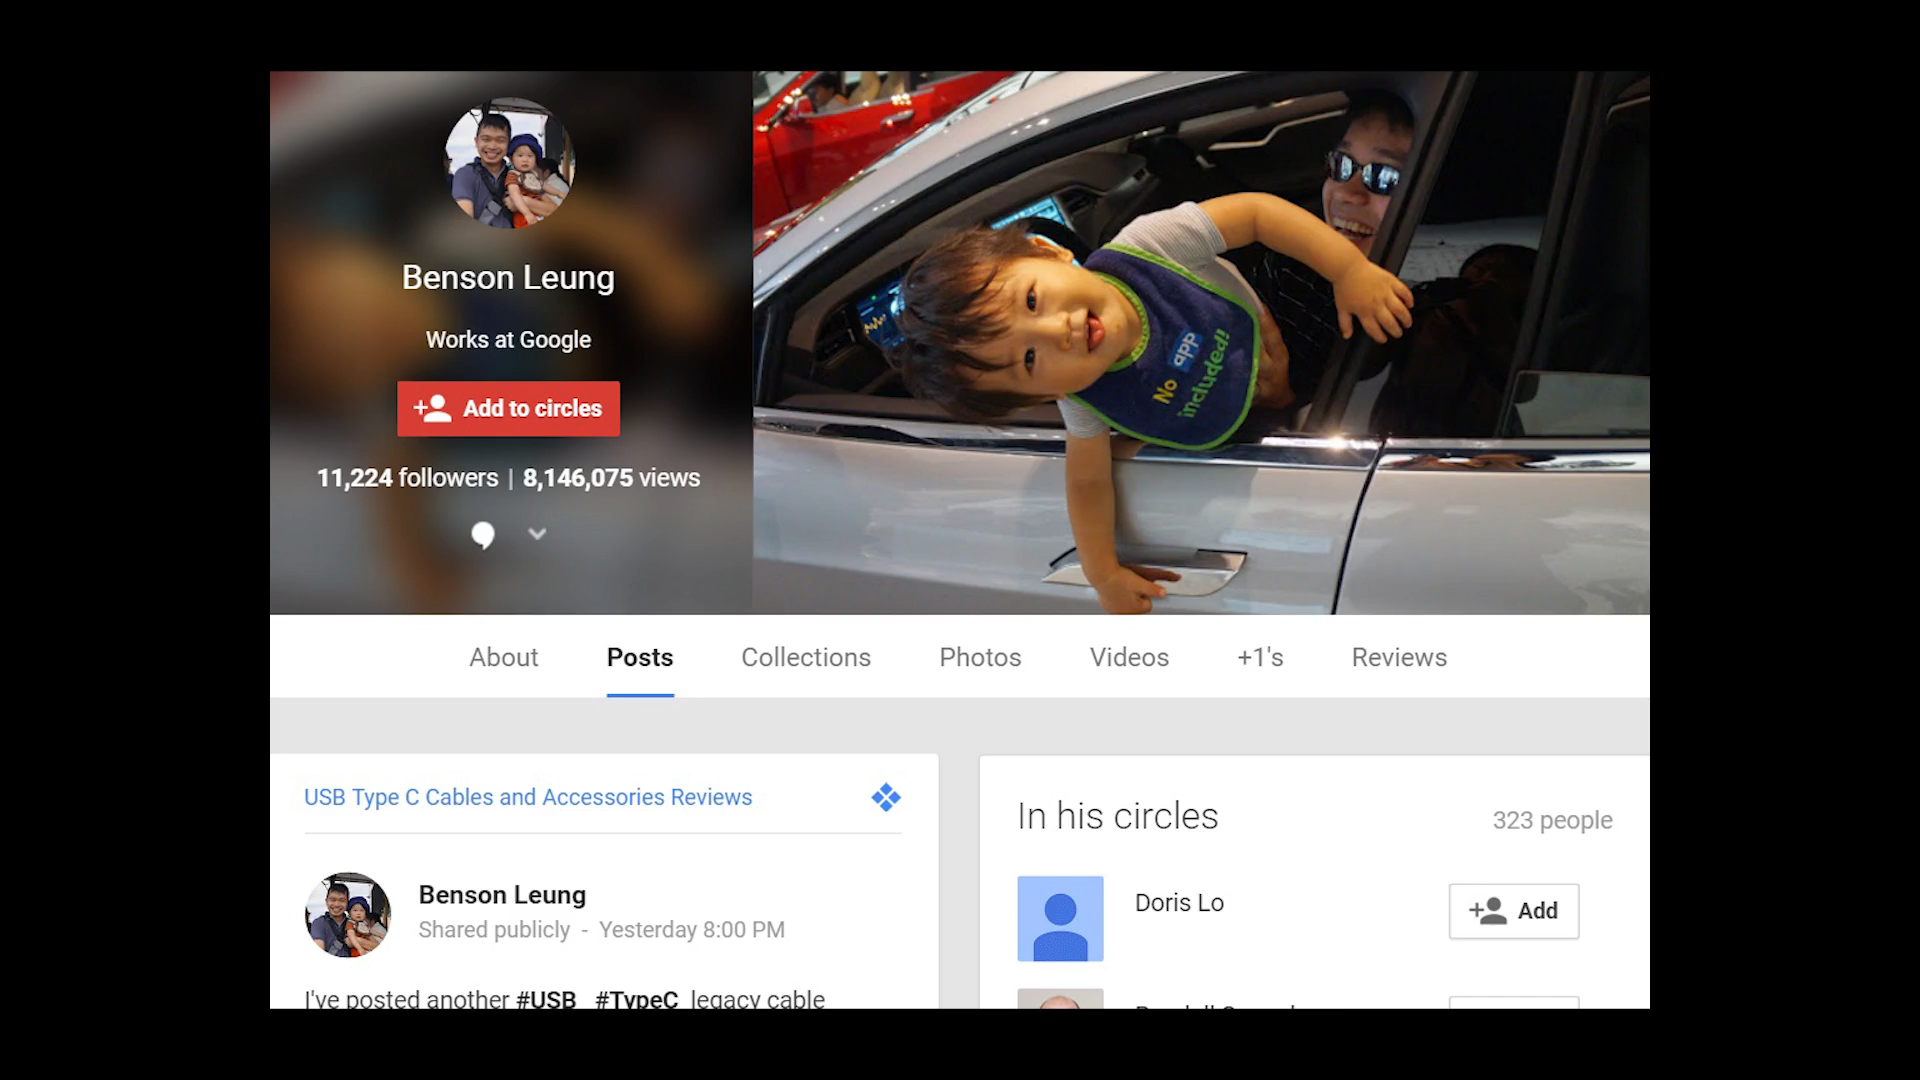 Benson Leung
Works at Google
Add to circles
11,224 followers | 8,146,075 views
No app included!
About Posts Collections Photos Videos +1's Reviews
USB Type C Cables and Accessories Reviews
Benson Leung
Shared publicly - Yesterday 8:00 PM
I've posted another #USB #TypeC legacy cable
In his circles
323 people
Doris Lo
Add